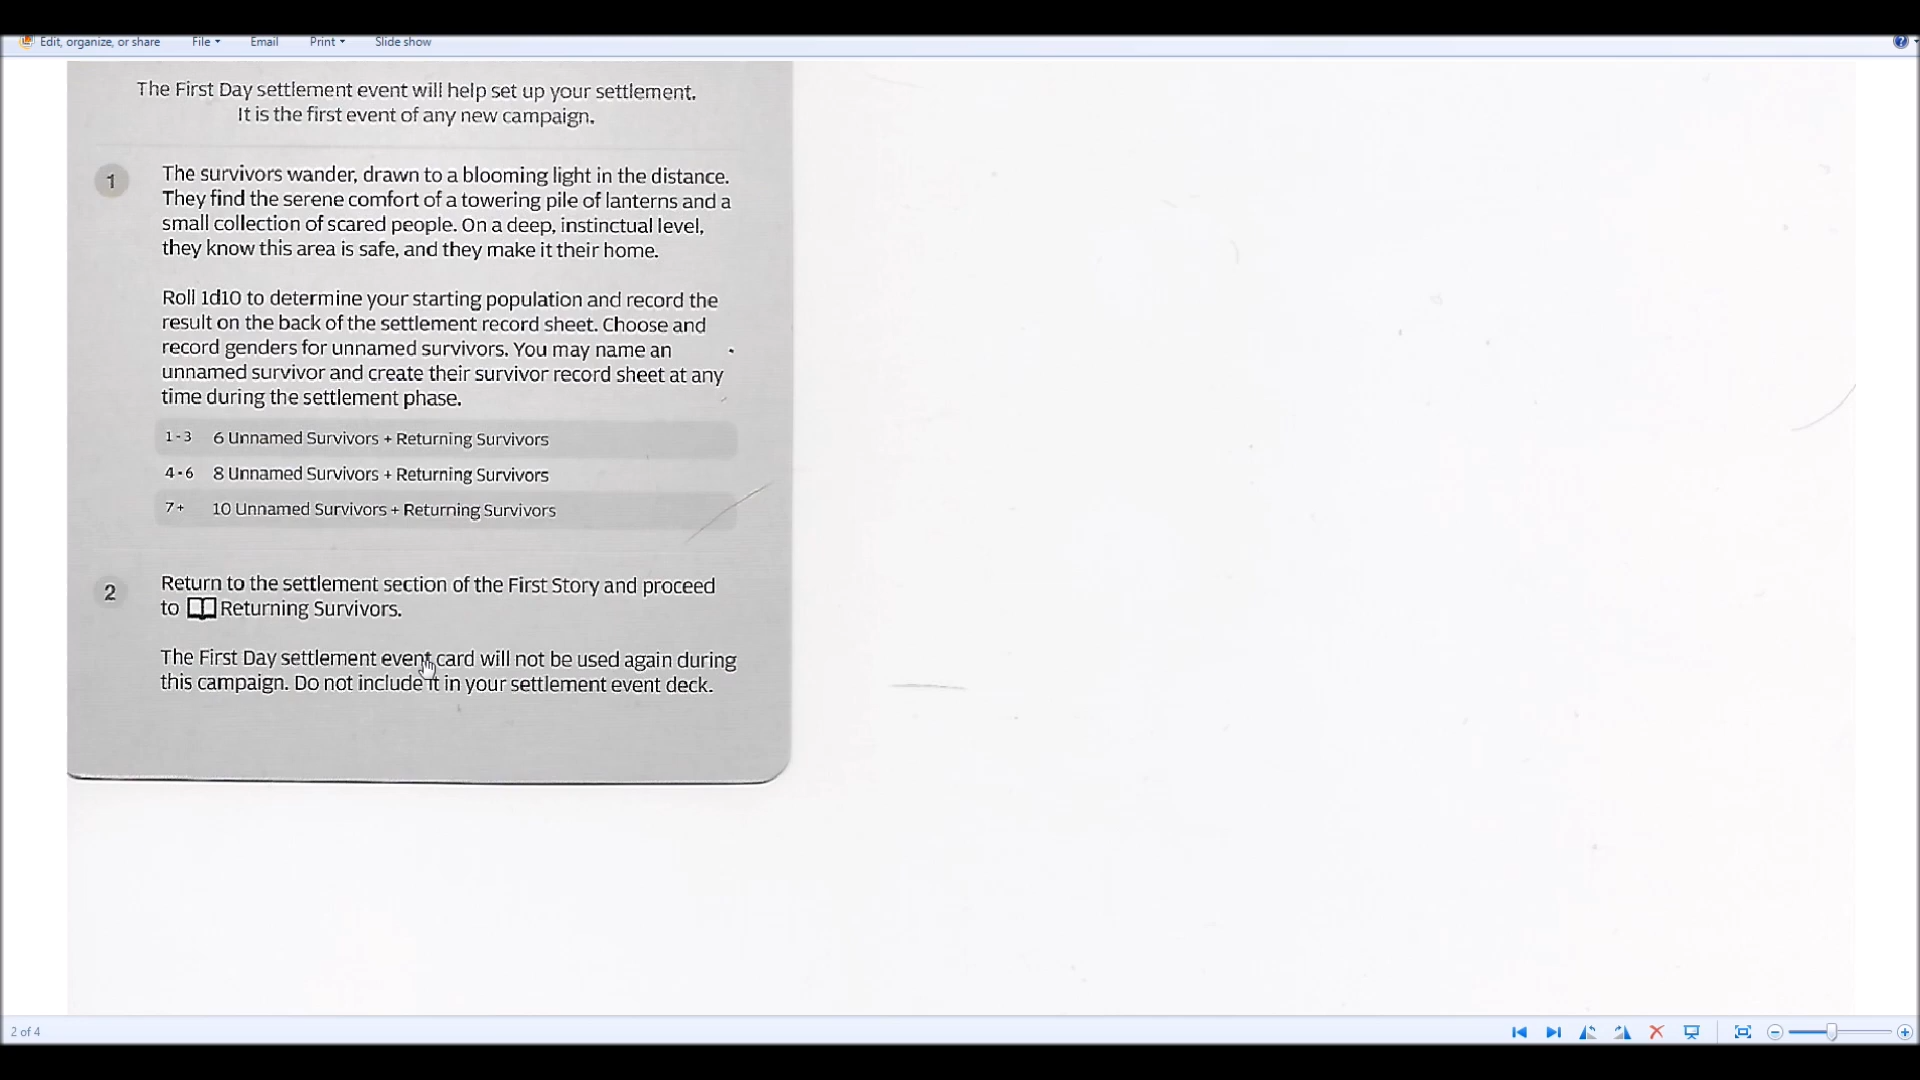 Edit, organize, or share File Email Print Slide show
The First Day settlement event will help set up your settlement.
It is the first event of any new campaign.
1
The survivors wander, drawn to a blooming light in the distance.
They find the serene comfort of a towering pile of lanterns and a
small collection of scared people. On a deep, instinctual level,
they know this area is safe, and they make it their home.
Roll 1d10 to determine your starting population and record the
result on the back of the settlement record sheet. Choose and
record genders for unnamed survivors. You may name an
unnamed survivor and create their survivor record sheet at any
time during the settlement phase.
1-3 6 Unnamed Survivors + Returning Survivors
4-6 8 Unnamed Survivors + Returning Survivors
7+ 10 Unnamed Survivors + Returning Survivors
2
Return to the settlement section of the First Story and proceed
to Returning Survivors.
The First Day settlement event card will not be used again during
this campaign. Do not include it in your settlement event deck.
2 of 4